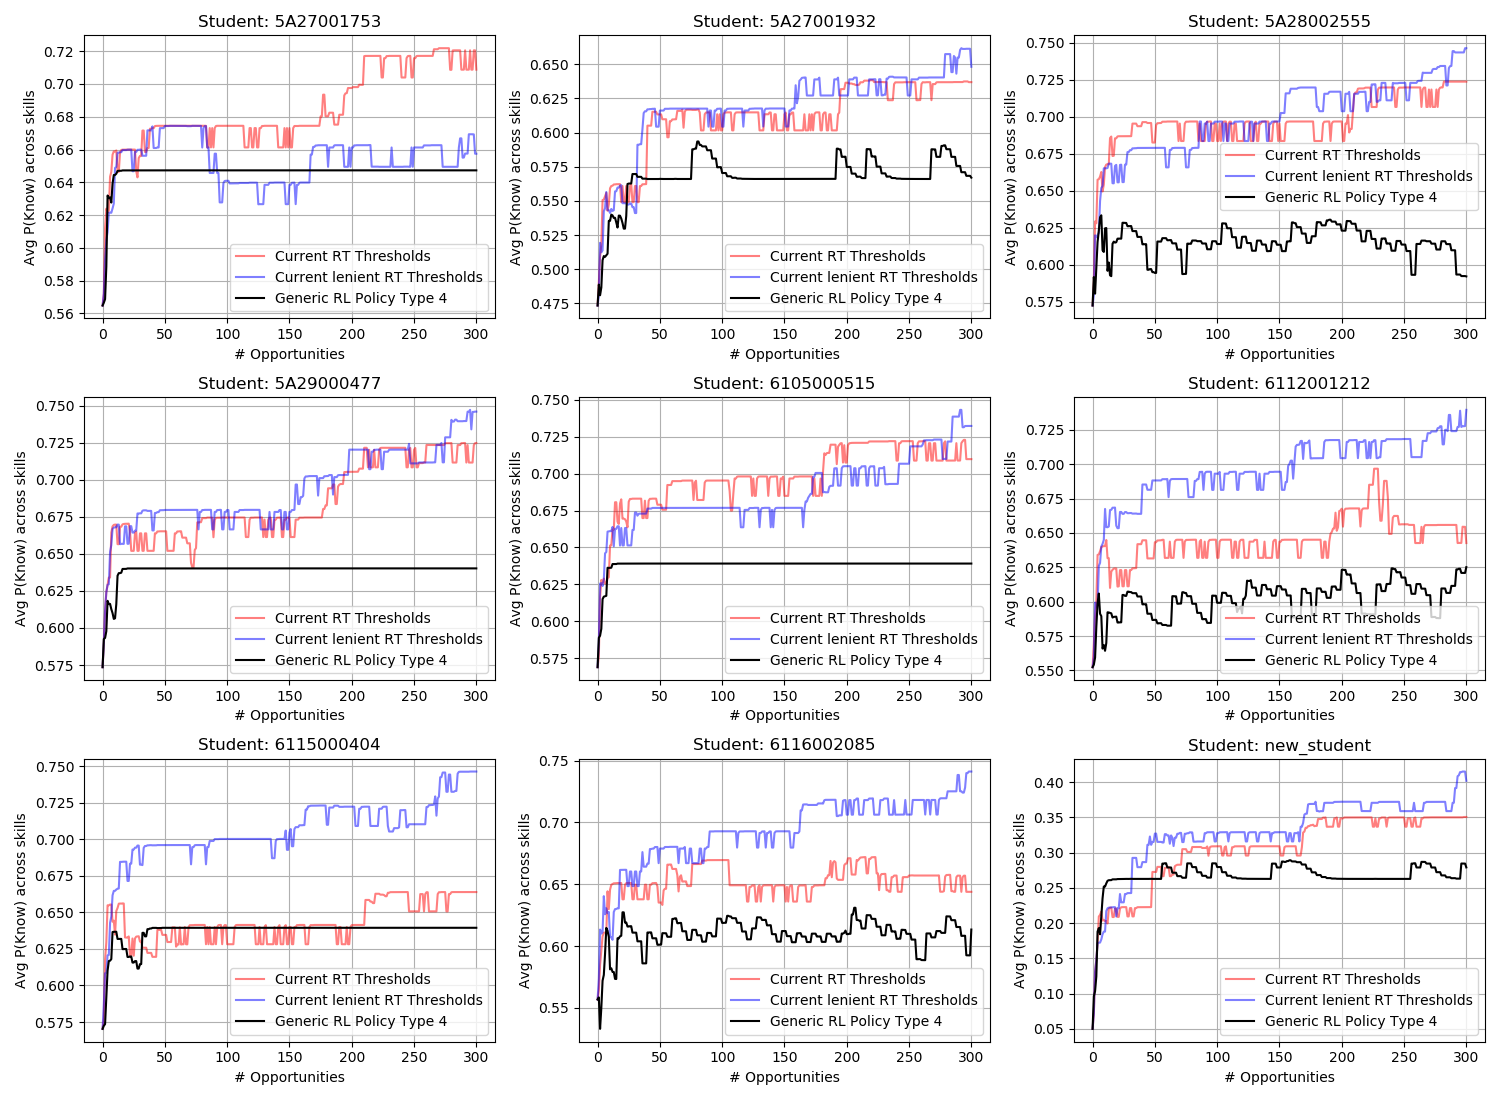 Student: 5A27001753
Avg P(Know) across skills
0.72
0.70
0.68
0.66
0.64
0.62
0.60
0.58
0.56
Current RT Thresholds
Current lenient RT Thresholds
Generic RL Policy Type 4
0 50 100 150 200 250 300
# Opportunities
Student: 5A27001932
Avg P(Know) across skills
0.650
0.625
0.600
0.575
0.550
0.525
0.500
0.475
Current RT Thresholds
Current lenient RT Thresholds
Generic RL Policy Type 4
0 50 100 150 200 250 300
# Opportunities
Student: 5A28002555
Avg P(Know) across skills
0.750
0.725
0.700
0.675
0.650
0.625
0.600
0.575
Current RT Thresholds
Current lenient RT Thresholds
Generic RL Policy Type 4
0 50 100 150 200 250 300
# Opportunities
Student: 5A29000477
Avg P(Know) across skills
0.750
0.725
0.700
0.675
0.650
0.625
0.600
0.575
Current RT Thresholds
Current lenient RT Thresholds
Generic RL Policy Type 4
0 50 100 150 200 250 300
# Opportunities
Student: 6105000515
Avg P(Know) across skills
0.750
0.725
0.700
0.675
0.650
0.625
0.600
0.575
Current RT Thresholds
Current lenient RT Thresholds
Generic RL Policy Type 4
0 50 100 150 200 250 300
# Opportunities
Student: 6112001212
Avg P(Know) across skills
0.725
0.700
0.675
0.650
0.625
0.600
0.575
0.550
Current RT Thresholds
Current lenient RT Thresholds
Generic RL Policy Type 4
0 50 100 150 200 250 300
# Opportunities
Student: 6115000404
Avg P(Know) across skills
0.750
0.725
0.700
0.675
0.650
0.625
0.600
0.575
Current RT Thresholds
Current lenient RT Thresholds
Generic RL Policy Type 4
0 50 100 150 200 250 300
# Opportunities
Student: 6116002085
Avg P(Know) across skills
0.75
0.70
0.65
0.60
0.55
Current RT Thresholds
Current lenient RT Thresholds
Generic RL Policy Type 4
0 50 100 150 200 250 300
# Opportunities
Student: new_student
Avg P(Know) across skills
0.40
0.35
0.30
0.25
0.20
0.15
0.10
0.05
Current RT Thresholds
Current lenient RT Thresholds
Generic RL Policy Type 4
0 50 100 150 200 250 300
# Opportunities